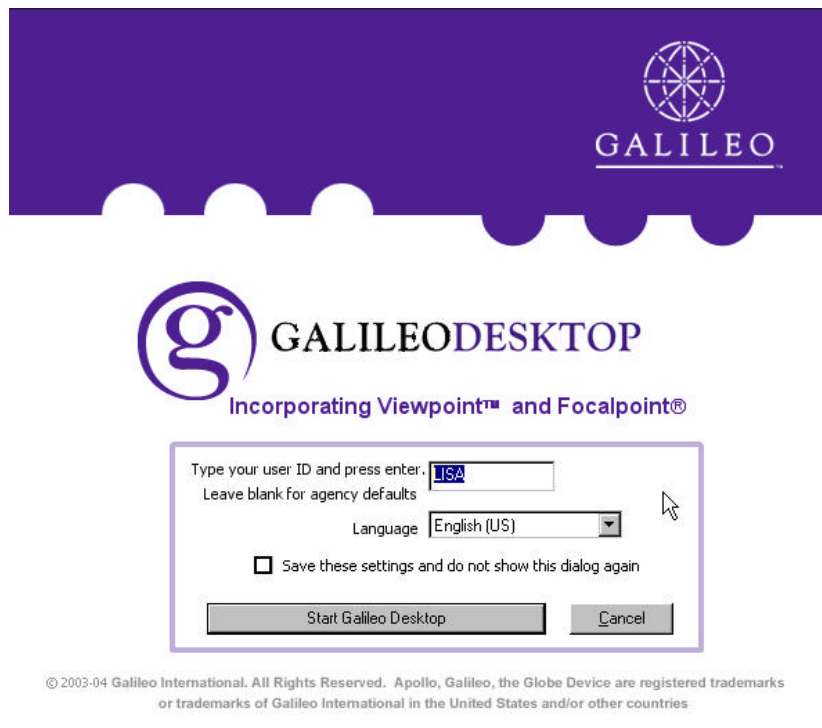 GALILEO™
g GALILEODESKTOP
Incorporating Viewpoint™ and Focalpoint®
Type your user ID and press enter. LISA
Leave blank for agency defaults
Language English (US)
Save these settings and do not show this dialog again
Start Galileo Desktop Cancel
© 2003-04 Galileo International. All Rights Reserved. Apollo, Galileo, the Globe Device are registered trademarks
or trademarks of Galileo International in the United States and/or other countries